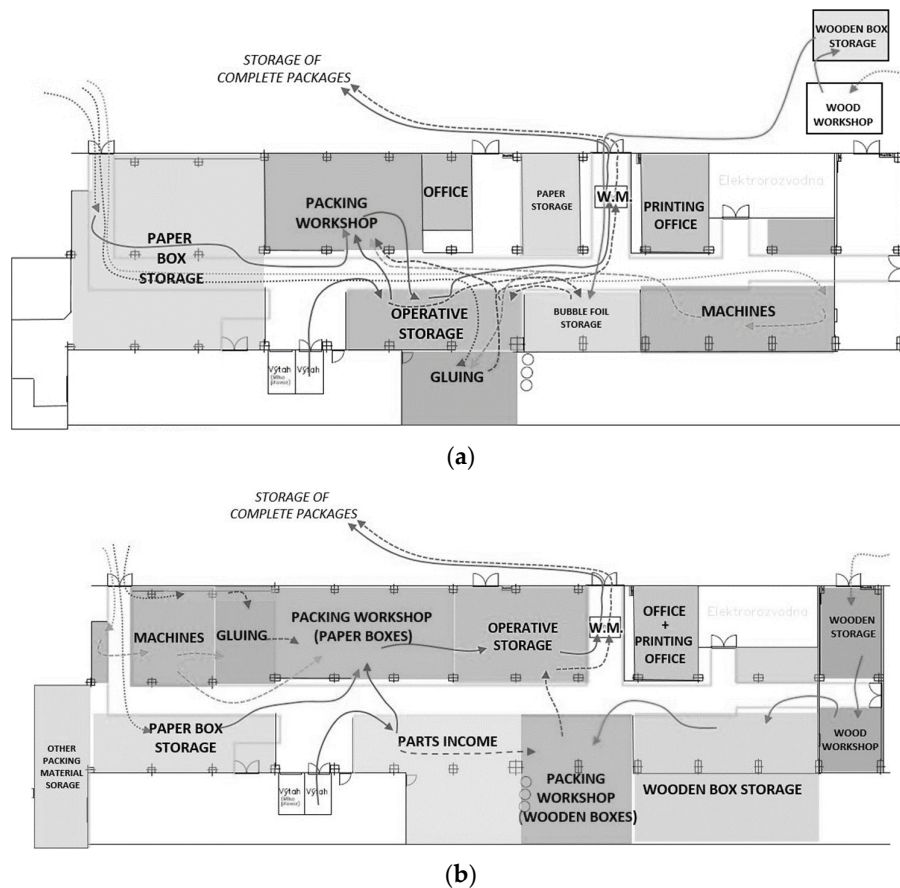 WOODEN BOX
STORAGE
STORAGE OF
COMPLETE PACKAGES
WOOD
WORKSHOP
OFFICE
PACKING
WORKSHOP
PAPER
STORAGE
W.M.
PRINTING
OFFICE
Elektrorozvodna
PAPER
BOX
STORAGE
OPERATIVE
STORAGE
BUBBLE FOIL
STORAGE
MACHINES
GLUING
Výtah
Výtah
(a)
STORAGE OF
COMPLETE PACKAGES
MACHINES
GLUING
PACKING WORKSHOP
(PAPER BOXES)
OPERATIVE
STORAGE
W.M.
OFFICE
+
PRINTING
OFFICE
Elektrorozvodna
WOODEN
STORAGE
PAPER BOX
STORAGE
PARTS INCOME
WOOD
WORKSHOP
OTHER
PACKING
MATERIAL
SORAGE
Výtah
Výtah
PACKING
WORKSHOP
(WOODEN BOXES)
WOODEN BOX STORAGE
(b)